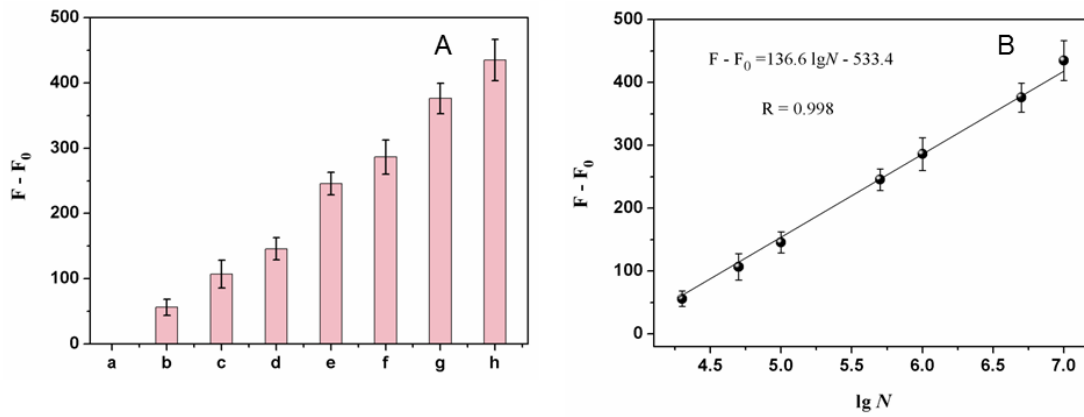 A
500
400
300
200
100
0
F - F0
a b c d e f g h
B
F - F0 =136.6 lgN - 533.4
R = 0.998
500
400
300
200
100
0
F - F0
4.5 5.0 5.5 6.0 6.5 7.0
lg N